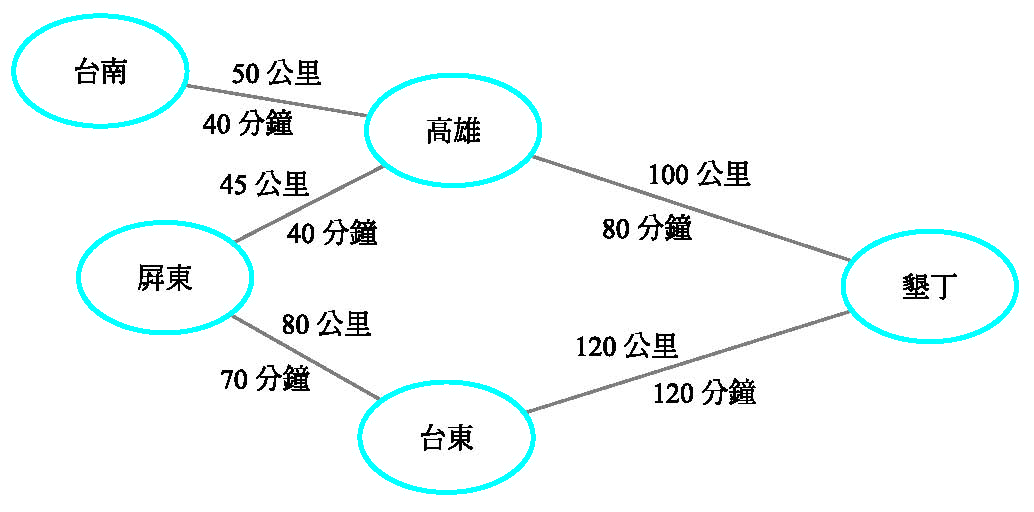 台南
50 公里
40 分鐘
高雄
45 公里
40 分鐘
100 公里
80 分鐘
屏東
墾丁
80 公里
70 分鐘
120 公里
120 分鐘
台東